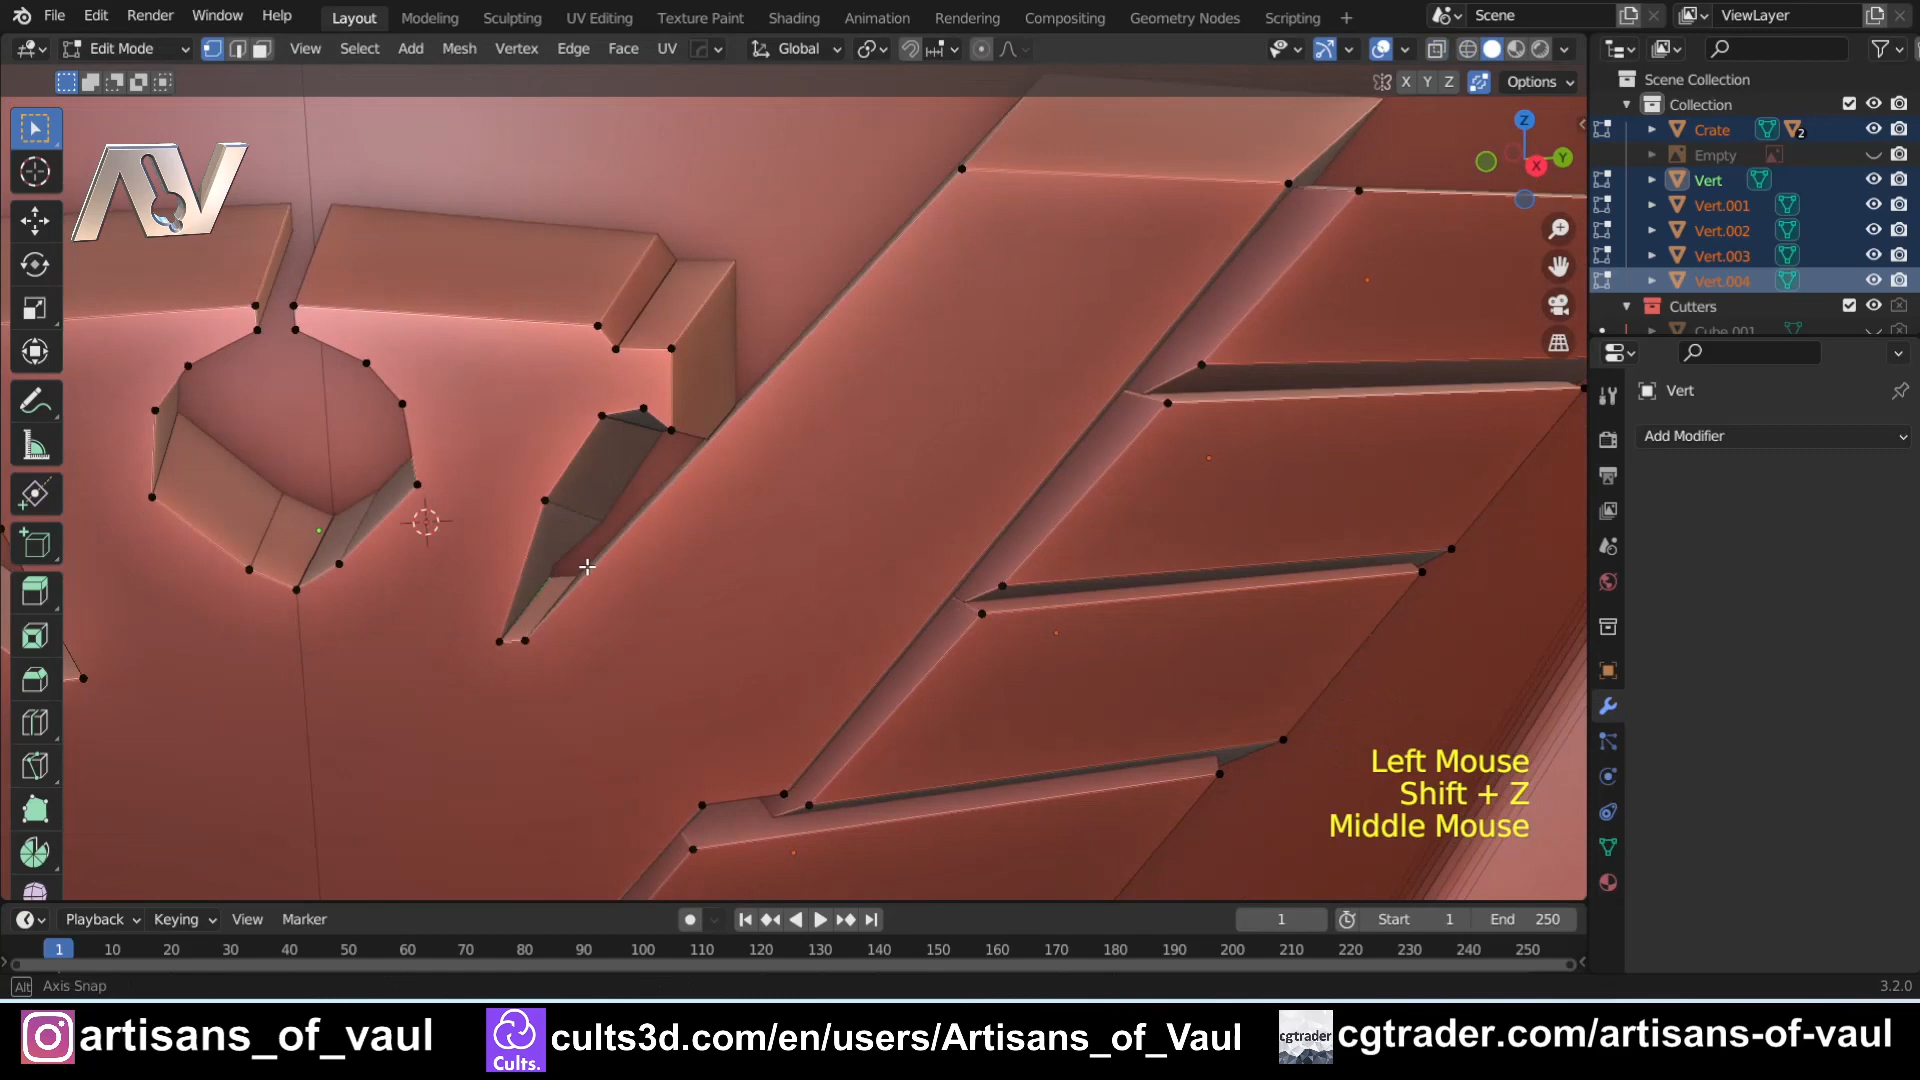 File Edit Render Window Help Layout Modeling Sculpting UV Editing Texture Paint Shading Animation Rendering Compositing Geometry Nodes Scripting + Scene ViewLayer
Edit Mode View Select Add Mesh Vertex Edge Face UV Global
X Y Z Options
Scene Collection
Collection
Crate 2
Empty
Vert
Vert.001
Vert.002
Vert.003
Vert.004
Cutters
Cube.001
Z
Y
X
AV
Vert
Add Modifier
Left Mouse
Shift + Z
Middle Mouse
Playback Keying View Marker 1 Start 1 End 250
1 10 20 30 40 50 60 70 80 90 100 110 120 130 140 150 160 170 180 190 200 210 220 230 240 250
Alt Axis Snap 3.2.0
artisans_of_vaul Cults. cults3d.com/en/users/Artisans_of_Vaul cgtrader cgtrader.com/artisans-of-vaul